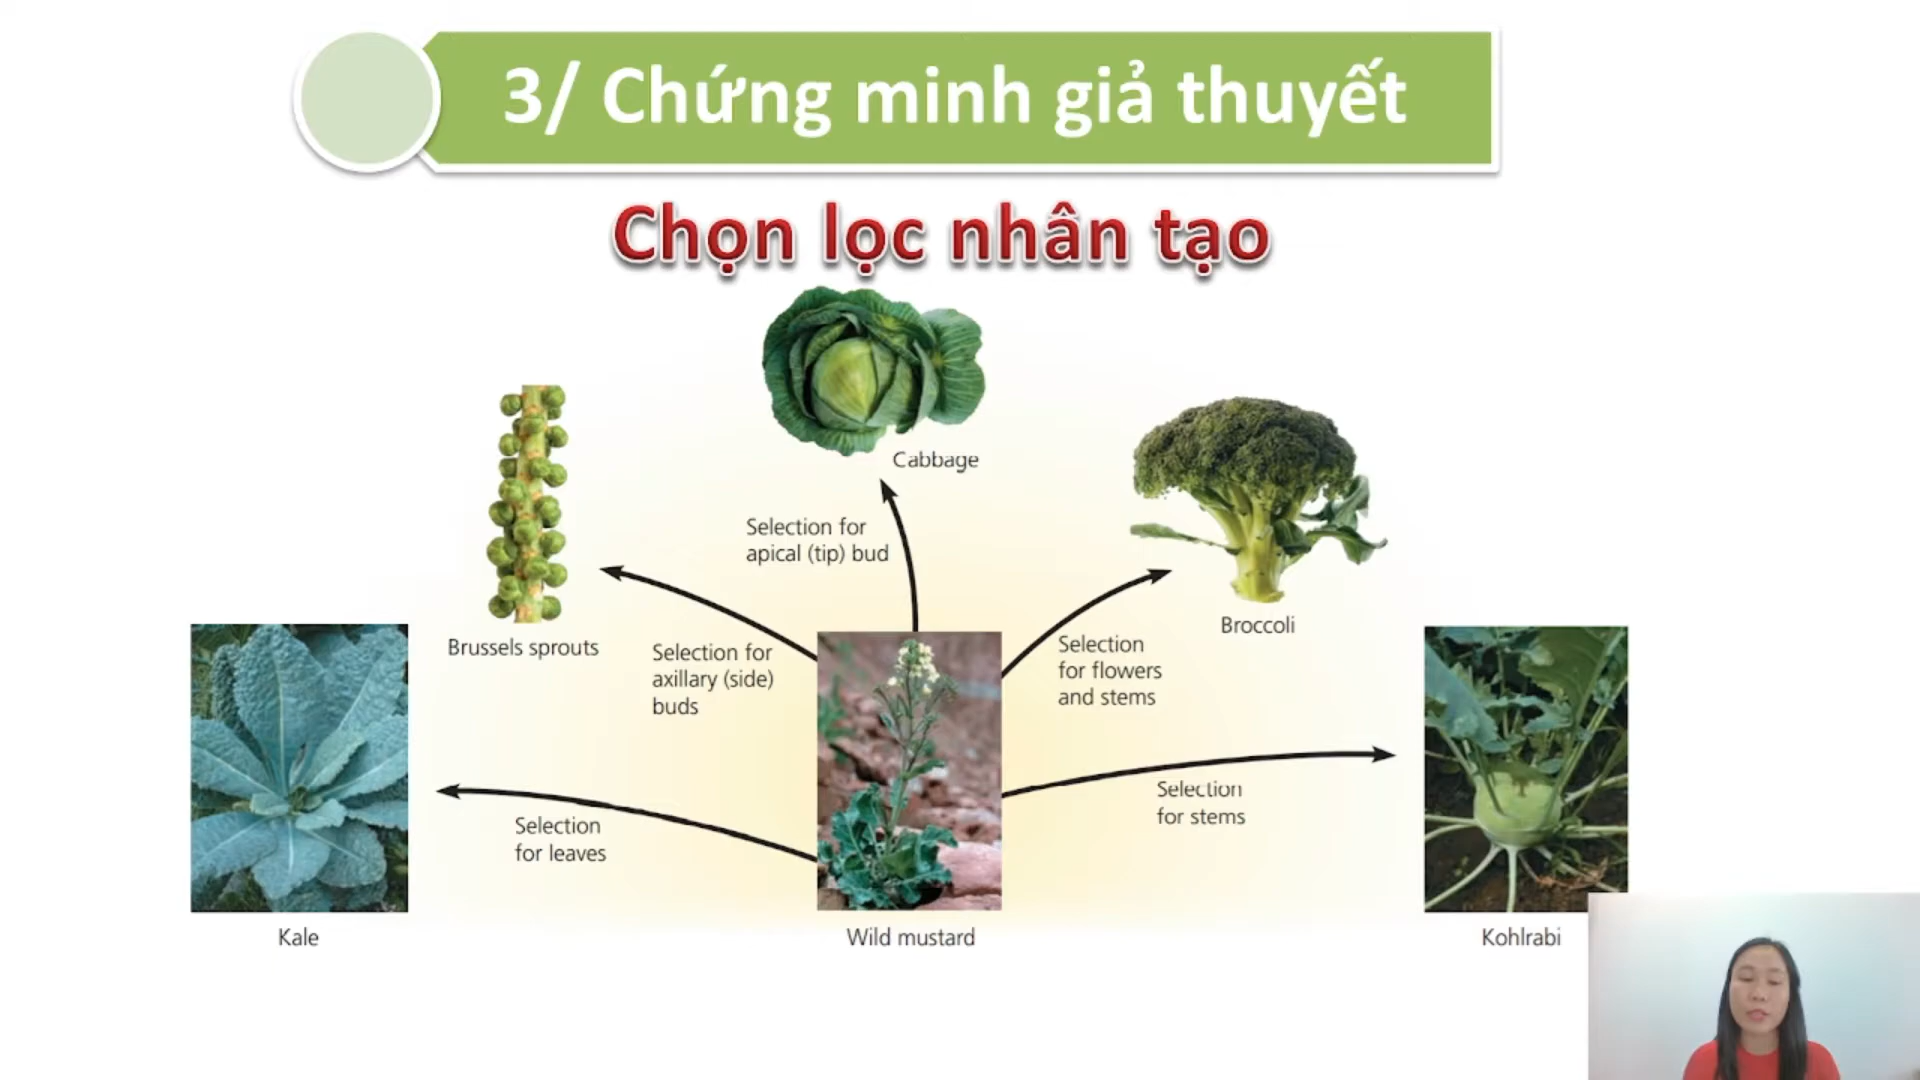 3/ Chứng minh giả thuyết
Chọn lọc nhân tạo
Cabbage
Selection for
apical (tip) bud
Brussels sprouts
Selection for
axillary (side)
buds
Broccoli
Selection
for flowers
and stems
Selection
for leaves
Selection
for stems
Kale
Wild mustard
Kohlrabi